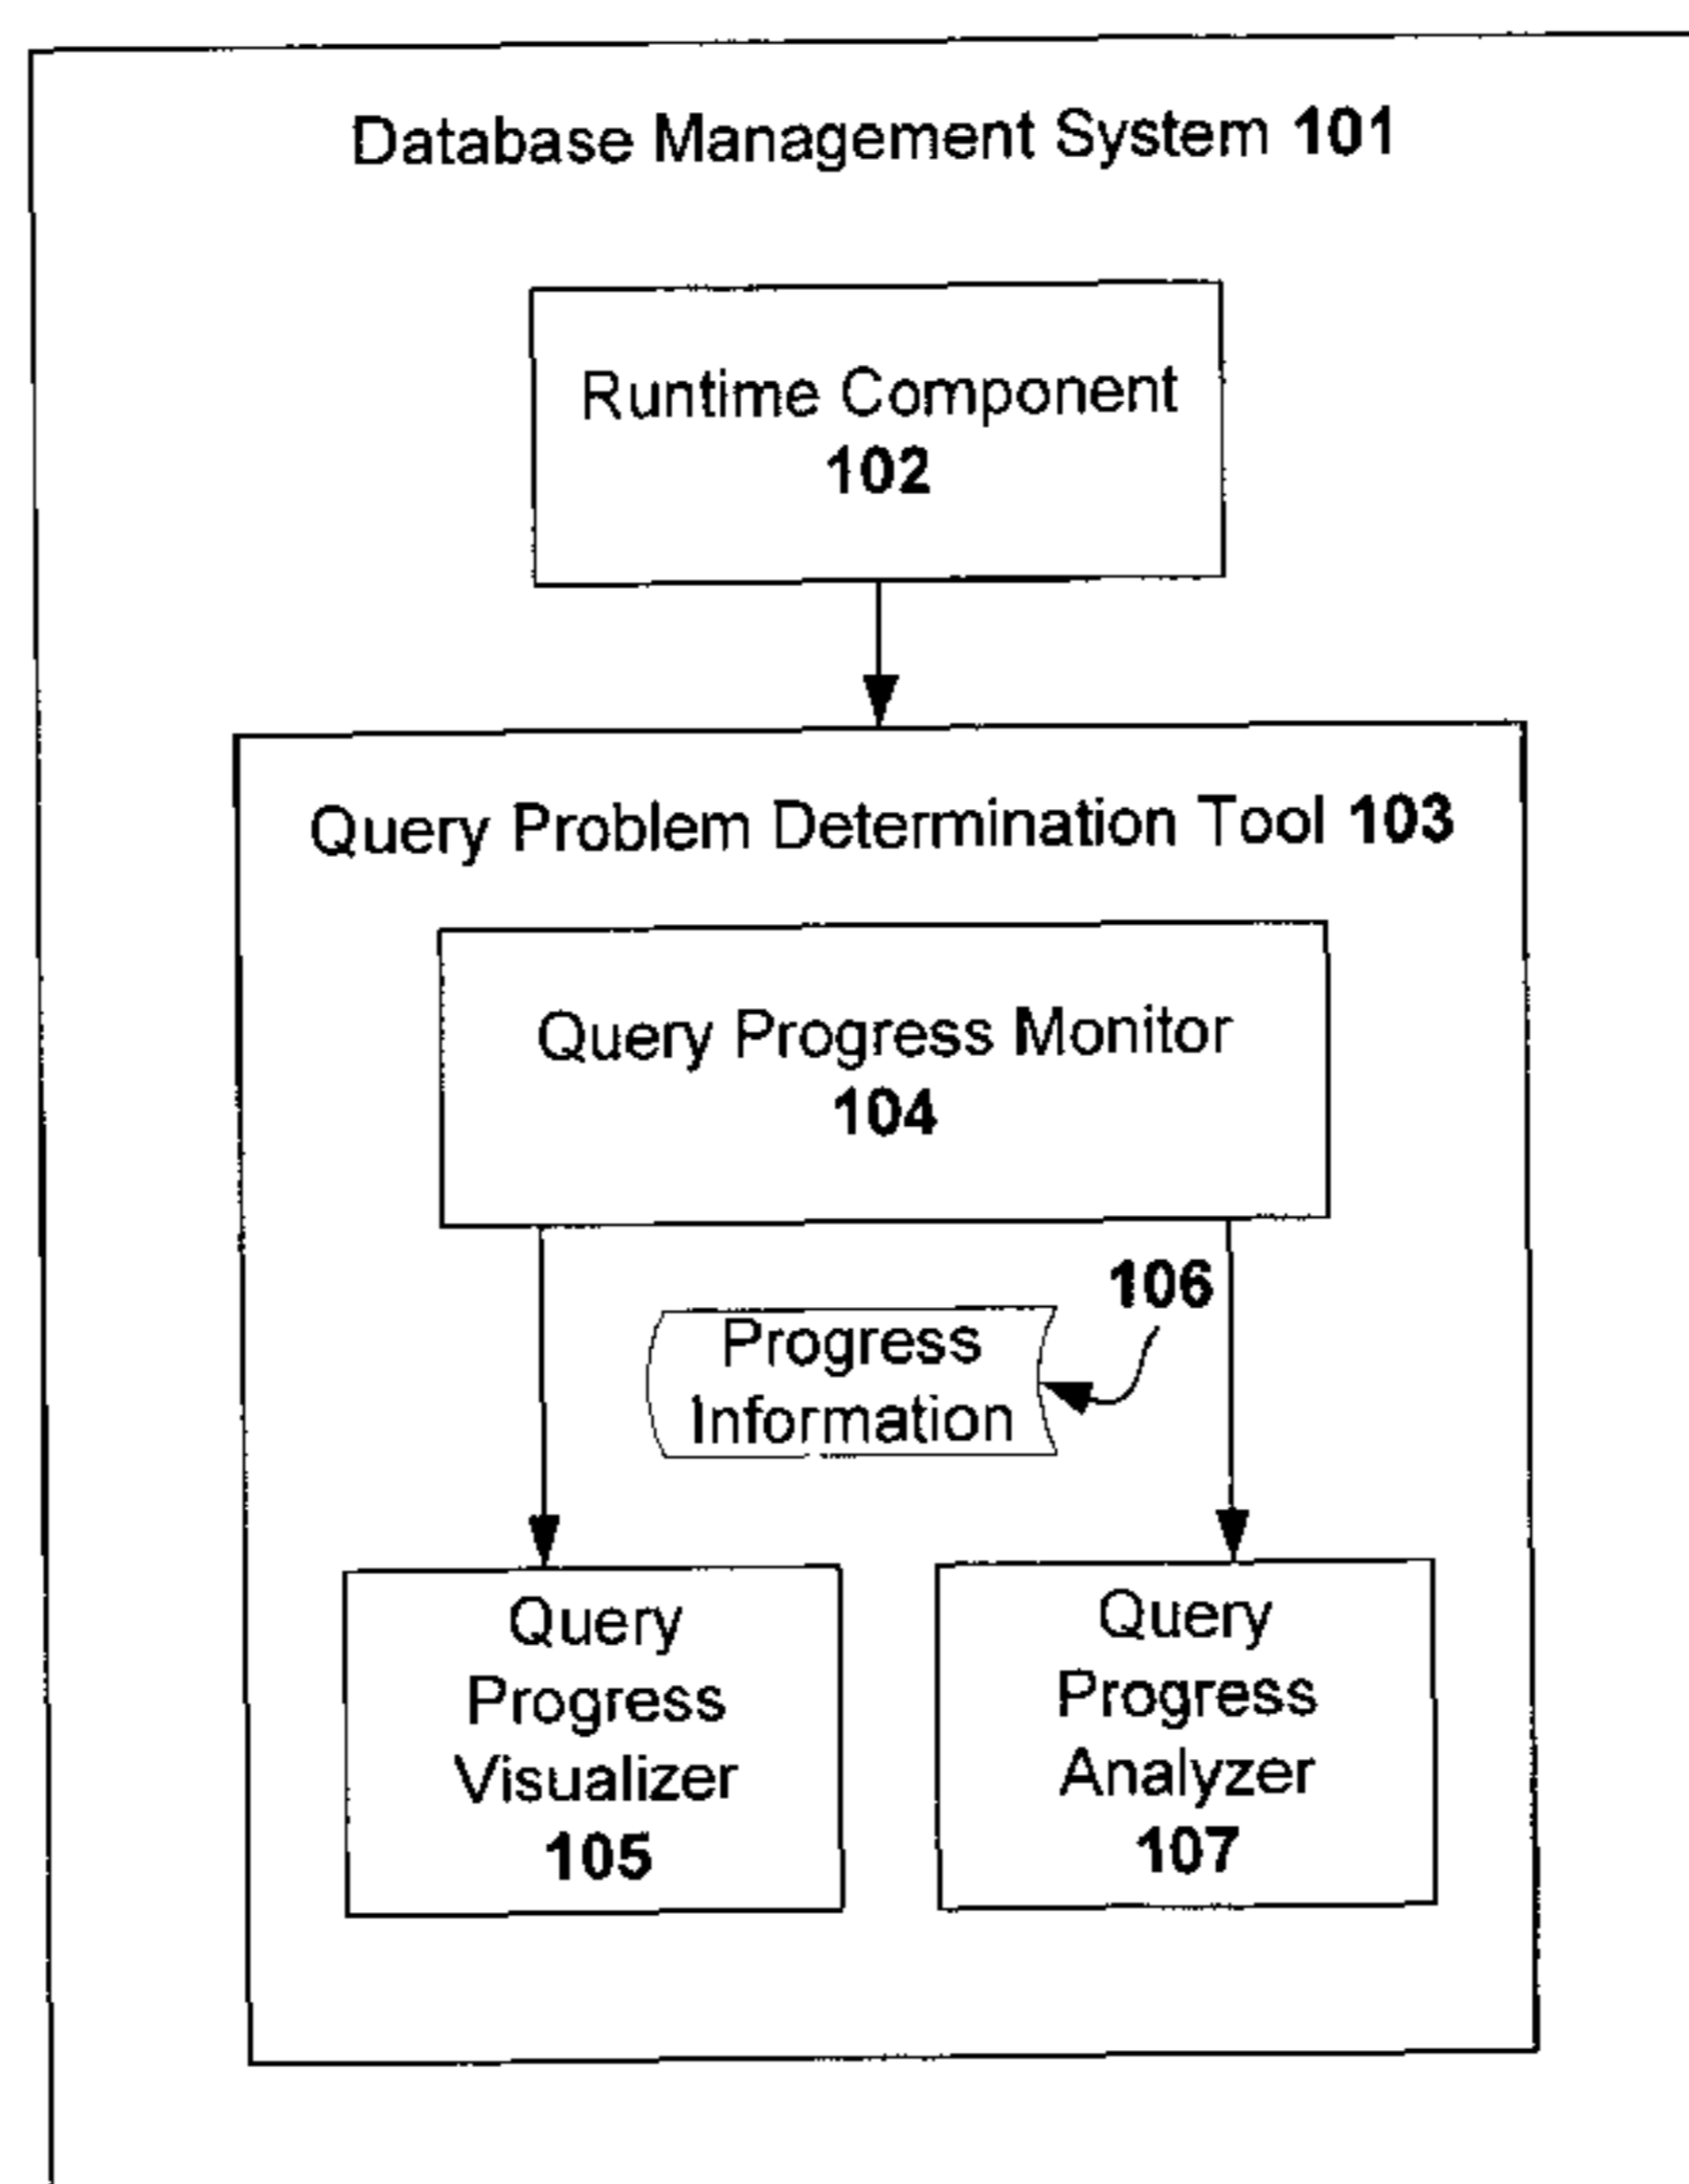 Database Management System 101
Runtime Component
102
Query Problem Determination Tool 103
Query Progress Monitor
104
106
Progress
Information
Query
Progress
Visualizer
105
Query
Progress
Analyzer
107